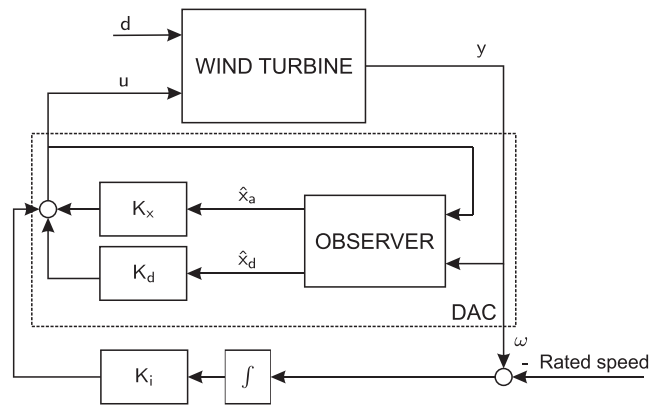 d
WIND TURBINE
y
u
K_x
x̂_a
OBSERVER
K_d
x̂_d
DAC
ω
- Rated speed
K_i
∫